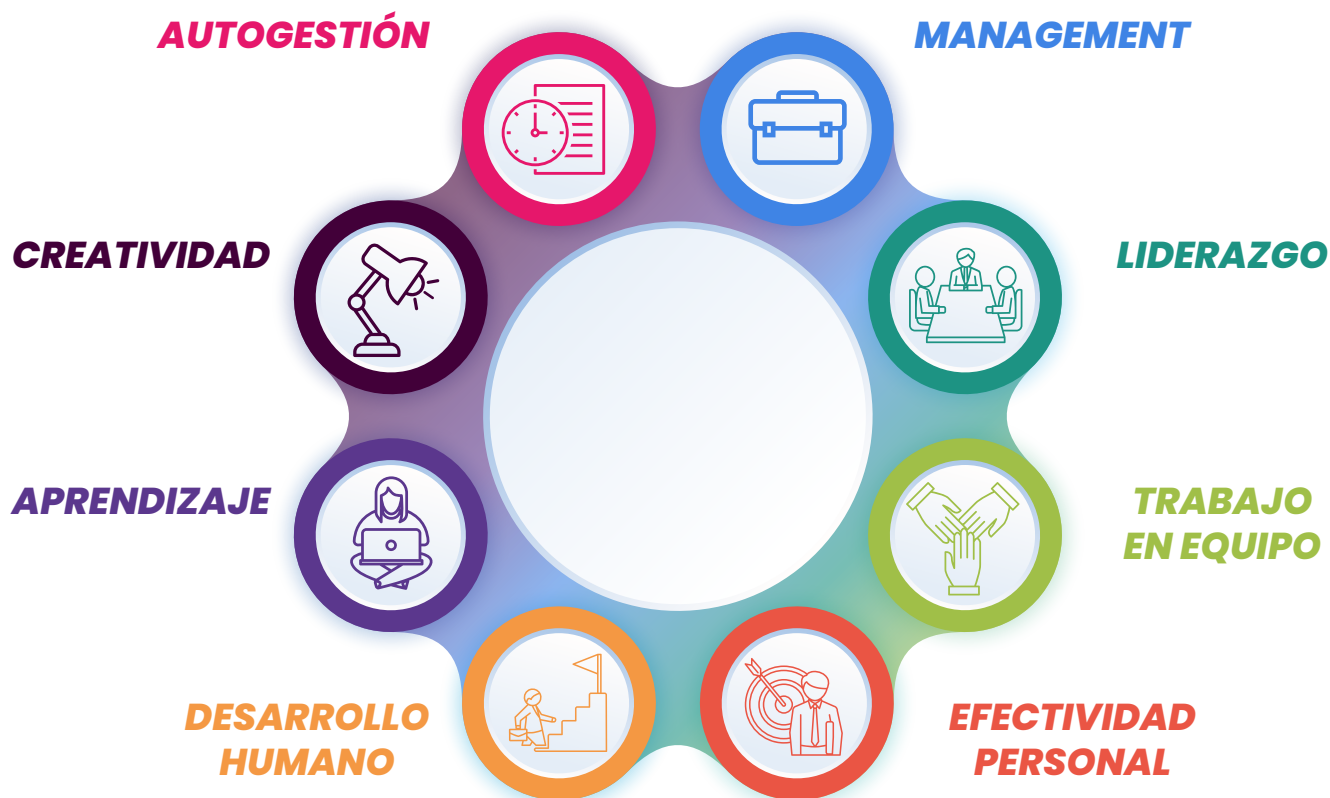 AUTOGESTIÓN
MANAGEMENT
CREATIVIDAD
LIDERAZGO
APRENDIZAJE
TRABAJO
EN EQUIPO
DESARROLLO
HUMANO
EFECTIVIDAD
PERSONAL